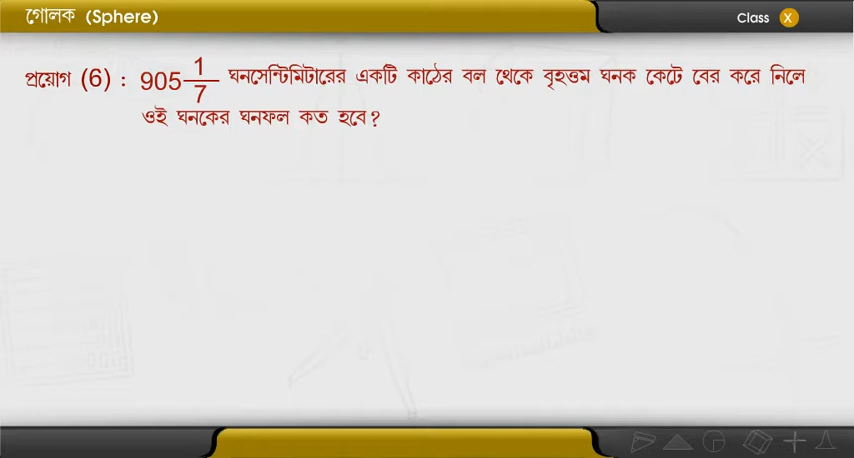 গোলক (Sphere)
Class X
প্রয়োগ (6) : 905 1/7 ঘনসেন্টিমিটারের একটি কাঠের বল থেকে বৃহত্তম ঘনক কেটে বের করে নিলে
ওই ঘনকের ঘনফল কত হবে?